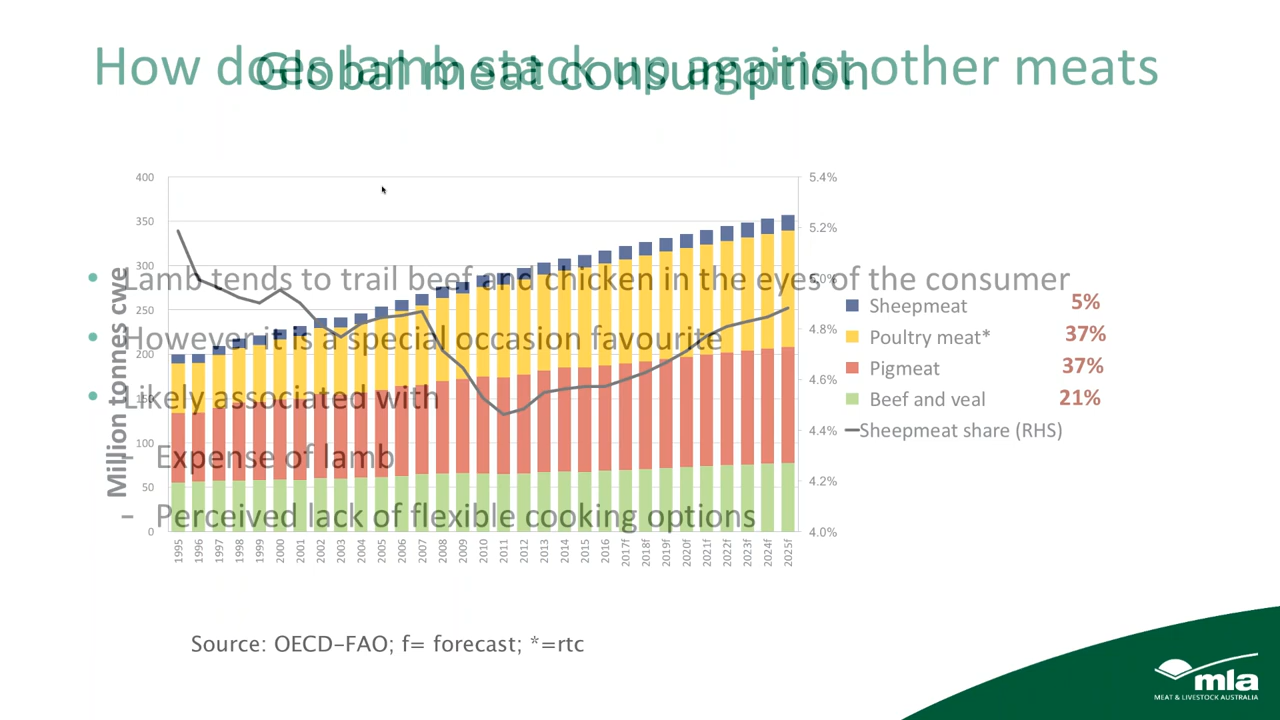 How does lamb stack up against other meats
Global meat consumption
400
350
300
250
200
150
100
50
0
Million tonnes cwe
5.4%
5.2%
5.0%
4.8%
4.6%
4.4%
4.2%
4.0%
• Lamb tends to trail beef and chicken in the eyes of the consumer
• However it is a special occasion favourite
• Likely associated with
– Expense of lamb
– Perceived lack of flexible cooking options
Sheepmeat 5%
Poultry meat* 37%
Pigmeat 37%
Beef and veal 21%
Sheepmeat share (RHS)
1995 1996 1997 1998 1999 2000 2001 2002 2003 2004 2005 2006 2007 2008 2009 2010 2011 2012 2013 2014 2015 2016 2017f 2018f 2019f 2020f 2021f 2022f 2023f 2024f 2025f
Source: OECD-FAO; f= forecast; *=rtc
mla
MEAT & LIVESTOCK AUSTRALIA